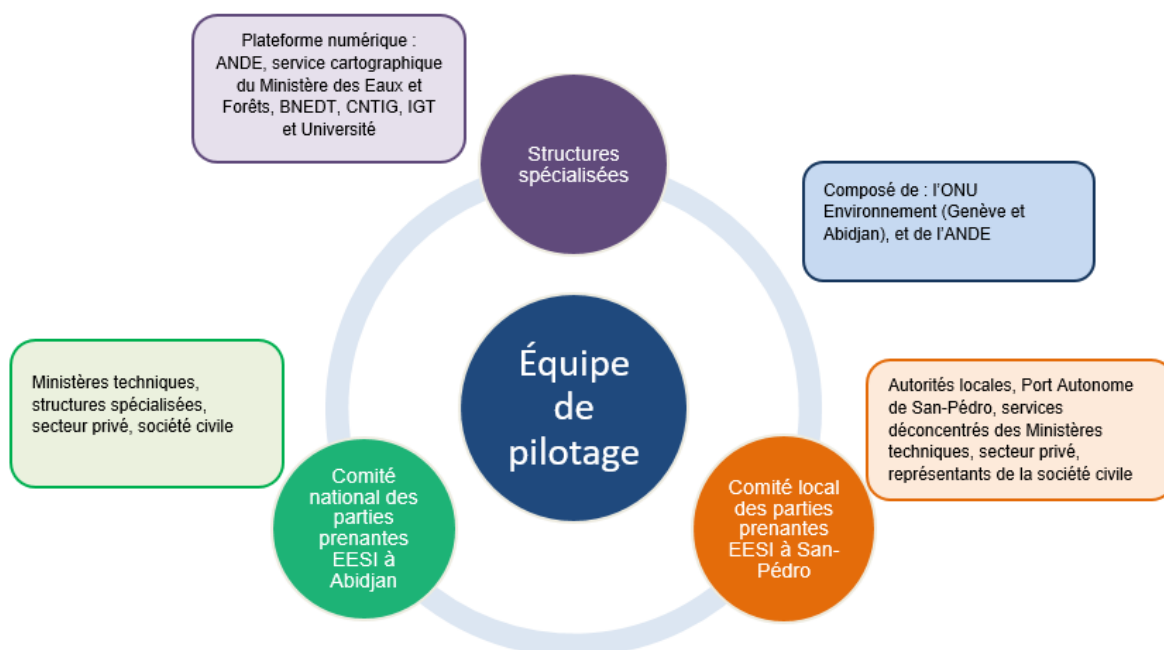 Plateforme numérique :
ANDE, service cartographique
du Ministère des Eaux et
Forêts, BNEDT, CNTIG, IGT
et Université
Structures
spécialisées
Composé de : l'ONU
Environnement (Genève et
Abidjan), et de l'ANDE
Équipe
de
pilotage
Ministères techniques,
structures spécialisées,
secteur privé, société civile
Comité
national des
parties
prenantes
EESI à
Abidjan
Autorités locales, Port Autonome
de San-Pédro, services
déconcentrés des Ministères
techniques, secteur privé,
représentants de la société civile
Comité local
des parties
prenantes
EESI à San-
Pédro